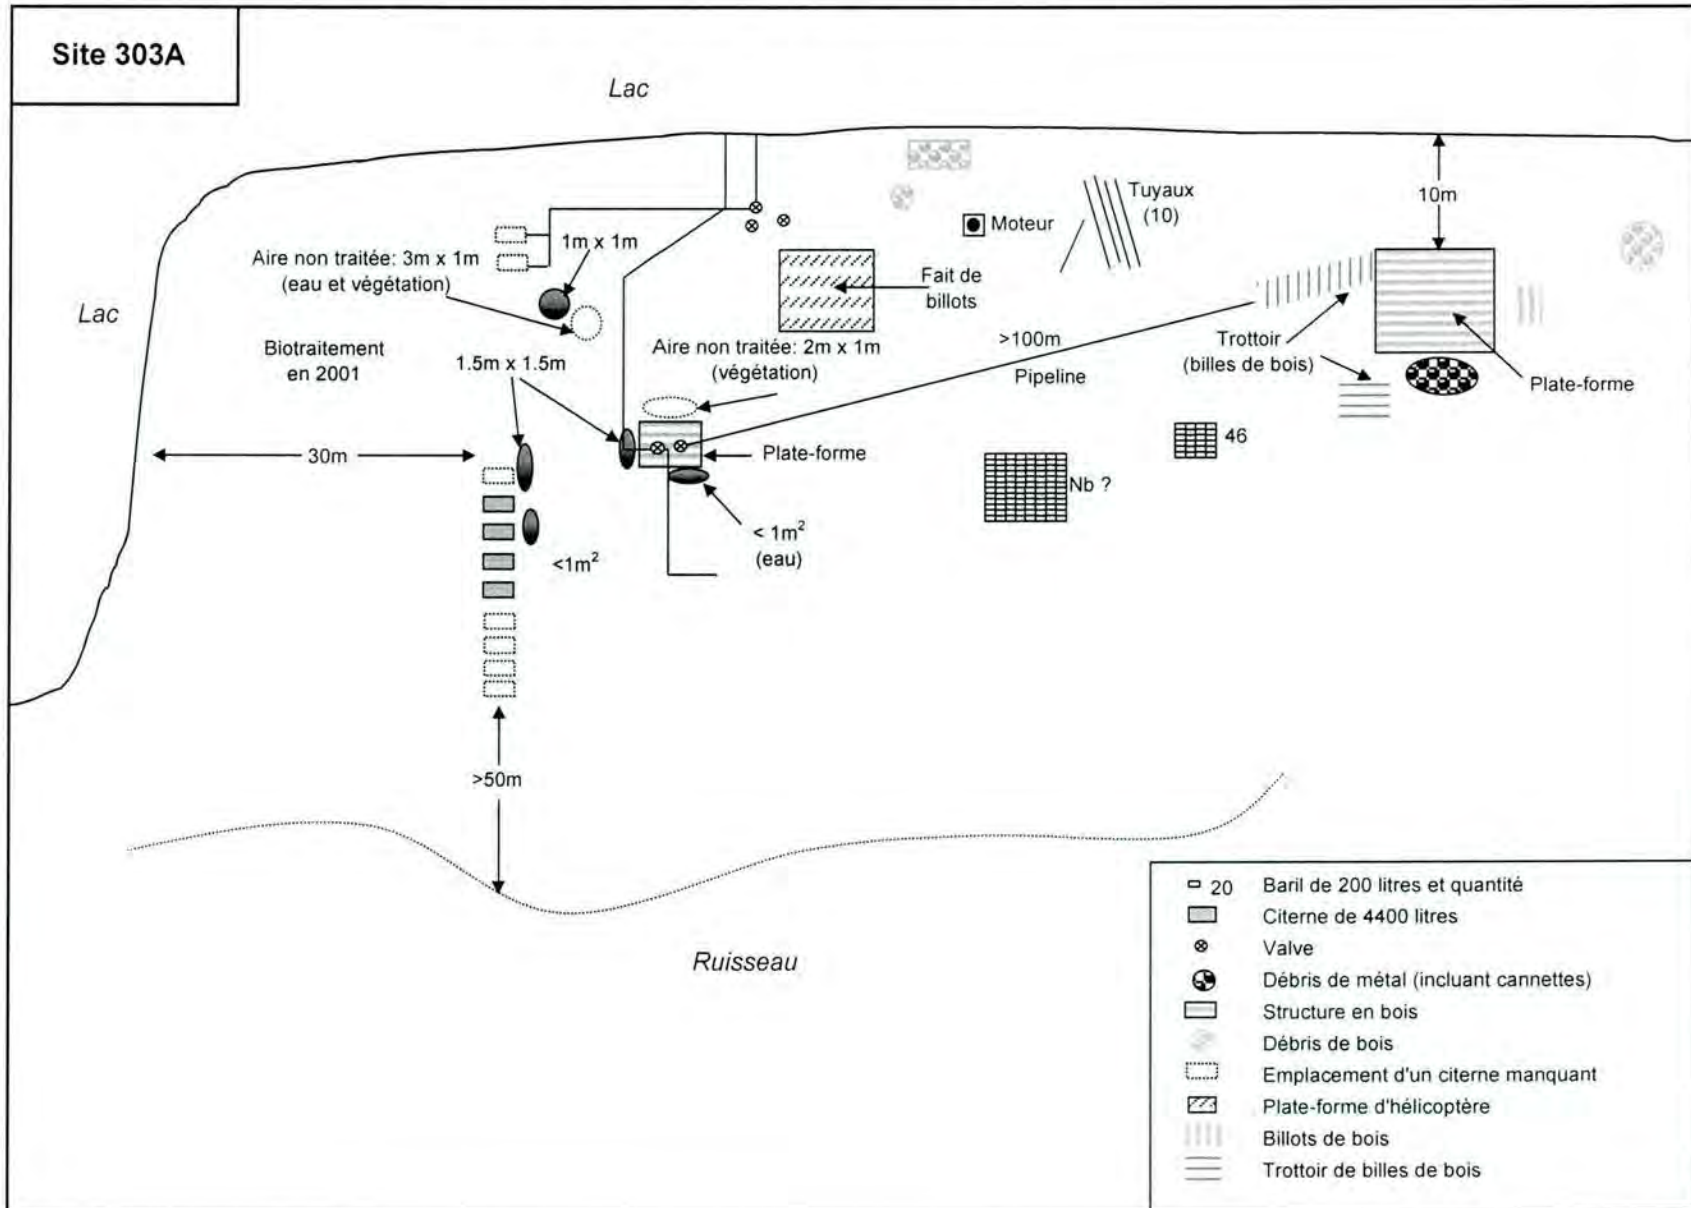 Site 303A
Lac
Lac
10m
Tuyaux
(10)
Moteur
1m x 1m
Aire non traitée: 3m x 1m
(eau et végétation)
Fait de
billots
Biotraitement
en 2001
1.5m x 1.5m
Aire non traitée: 2m x 1m
(végétation)
>100m
Pipeline
Trottoir
(billes de bois)
Plate-forme
30m
Plate-forme
46
Nb ?
< 1m²
(eau)
<1m²
>50m
Ruisseau
20 Baril de 200 litres et quantité
Citerne de 4400 litres
Valve
Débris de métal (incluant cannettes)
Structure en bois
Débris de bois
Emplacement d'un citerne manquant
Plate-forme d'hélicoptère
Billots de bois
Trottoir de billes de bois